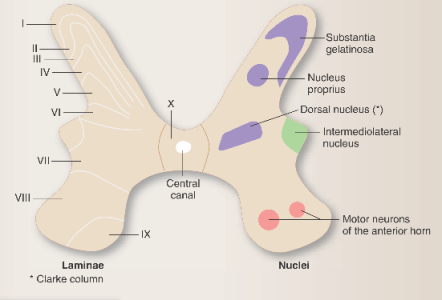 I
II
III
IV
V
VI
VII
VIII
IX
X
Central
canal
Substantia
gelatinosa
Nucleus
proprius
Dorsal nucleus (*)
Intermediolateral
nucleus
Motor neurons
of the anterior horn
Laminae
Nuclei
* Clarke column